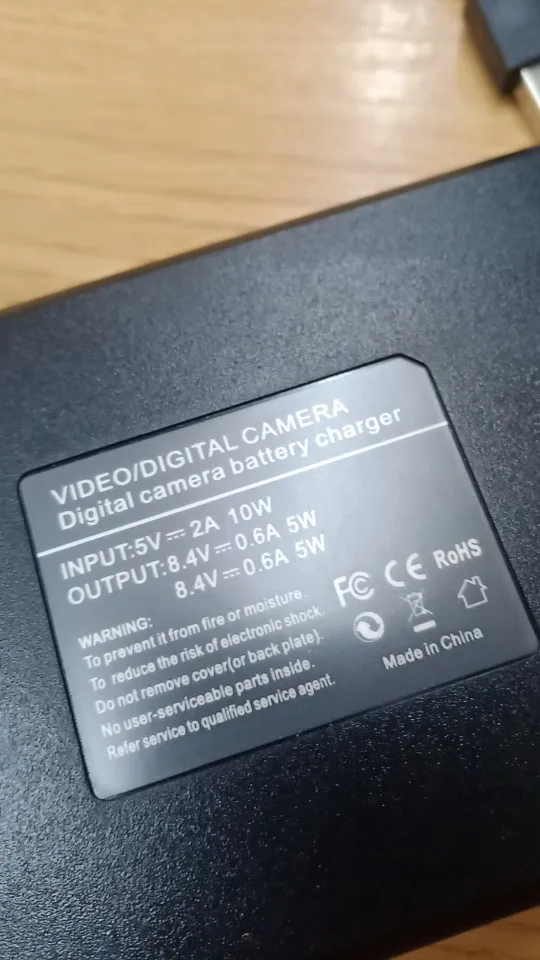 VIDEO/DIGITAL CAMERA
Digital camera battery charger
INPUT:5V ⎓ 2A 10W
OUTPUT:8.4V ⎓ 0.6A 5W
8.4V ⎓ 0.6A 5W
WARNING:
To prevent it from fire or moisture.
To reduce the risk of electronic shock.
Do not remove cover(or back plate).
No user-serviceable parts inside.
Refer service to qualified service agent.
FC CE RoHS
Made in China